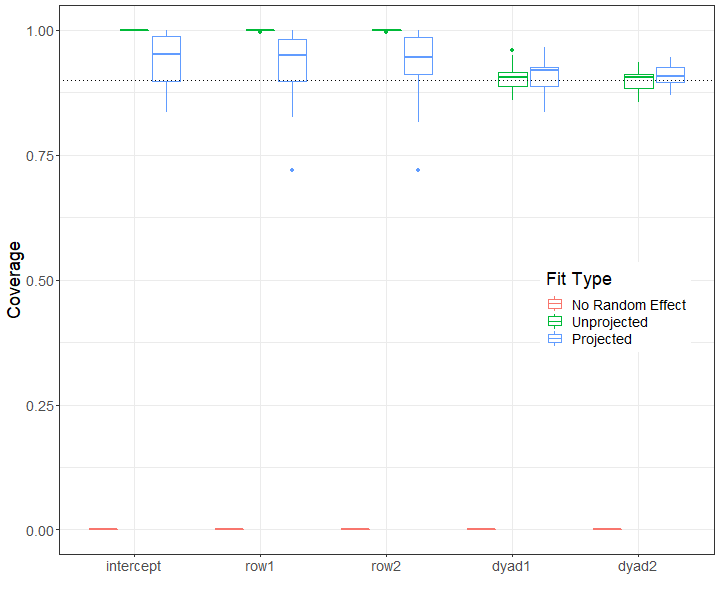 1.00
0.75
0.50
0.25
0.00
Coverage
Fit Type
No Random Effect
Unprojected
Projected
intercept row1 row2 dyad1 dyad2